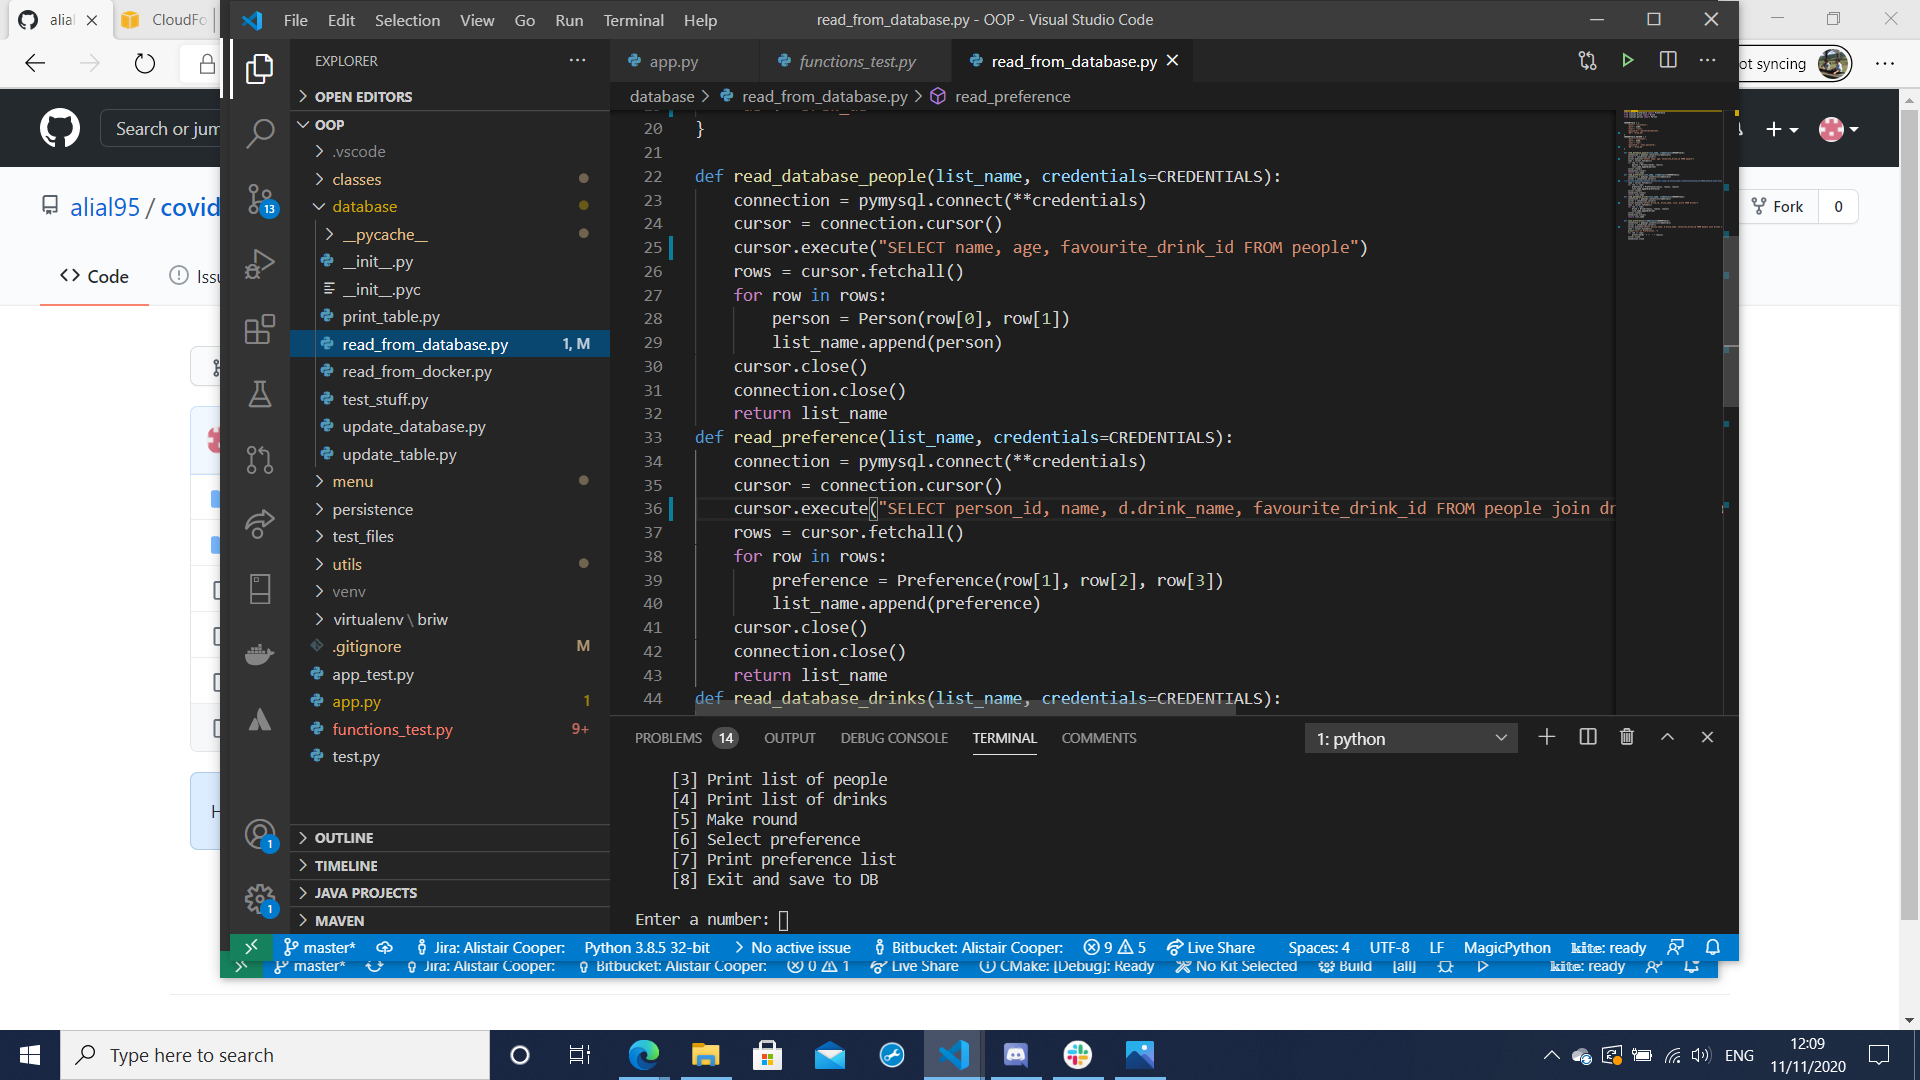 alial
CloudFo
File Edit Selection View Go Run Terminal Help
read_from_database.py - OOP - Visual Studio Code
ot syncing
Search or jum
alial95 / covid
Code
Issu
Fork 0
EXPLORER
OPEN EDITORS
OOP
.vscode
classes
database
__pycache__
__init__.py
__init__.pyc
print_table.py
read_from_database.py 1, M
read_from_docker.py
test_stuff.py
update_database.py
update_table.py
menu
persistence
test_files
utils
venv
virtualenv \ briw
.gitignore M
app_test.py
app.py 1
functions_test.py 9+
test.py
OUTLINE
TIMELINE
JAVA PROJECTS
MAVEN
13
1
1
app.py
functions_test.py
read_from_database.py
database > read_from_database.py > read_preference
20 }
21
22 def read_database_people(list_name, credentials=CREDENTIALS):
23 connection = pymysql.connect(**credentials)
24 cursor = connection.cursor()
25 cursor.execute("SELECT name, age, favourite_drink_id FROM people")
26 rows = cursor.fetchall()
27 for row in rows:
28 person = Person(row[0], row[1])
29 list_name.append(person)
30 cursor.close()
31 connection.close()
32 return list_name
33 def read_preference(list_name, credentials=CREDENTIALS):
34 connection = pymysql.connect(**credentials)
35 cursor = connection.cursor()
36 cursor.execute("SELECT person_id, name, d.drink_name, favourite_drink_id FROM people join dr
37 rows = cursor.fetchall()
38 for row in rows:
39 preference = Preference(row[1], row[2], row[3])
40 list_name.append(preference)
41 cursor.close()
42 connection.close()
43 return list_name
44 def read_database_drinks(list_name, credentials=CREDENTIALS):
PROBLEMS 14 OUTPUT DEBUG CONSOLE TERMINAL COMMENTS
1: python
[3] Print list of people
[4] Print list of drinks
[5] Make round
[6] Select preference
[7] Print preference list
[8] Exit and save to DB
Enter a number:
master* Jira: Alistair Cooper: Python 3.8.5 32-bit No active issue Bitbucket: Alistair Cooper: 9 5 Live Share Spaces: 4 UTF-8 LF MagicPython kite: ready
master* Jira: Alistair Cooper: Bitbucket: Alistair Cooper: 0 1 Live Share CMake: [Debug]: Ready No Kit Selected Build [all] kite: ready
Type here to search
ENG
12:09
11/11/2020